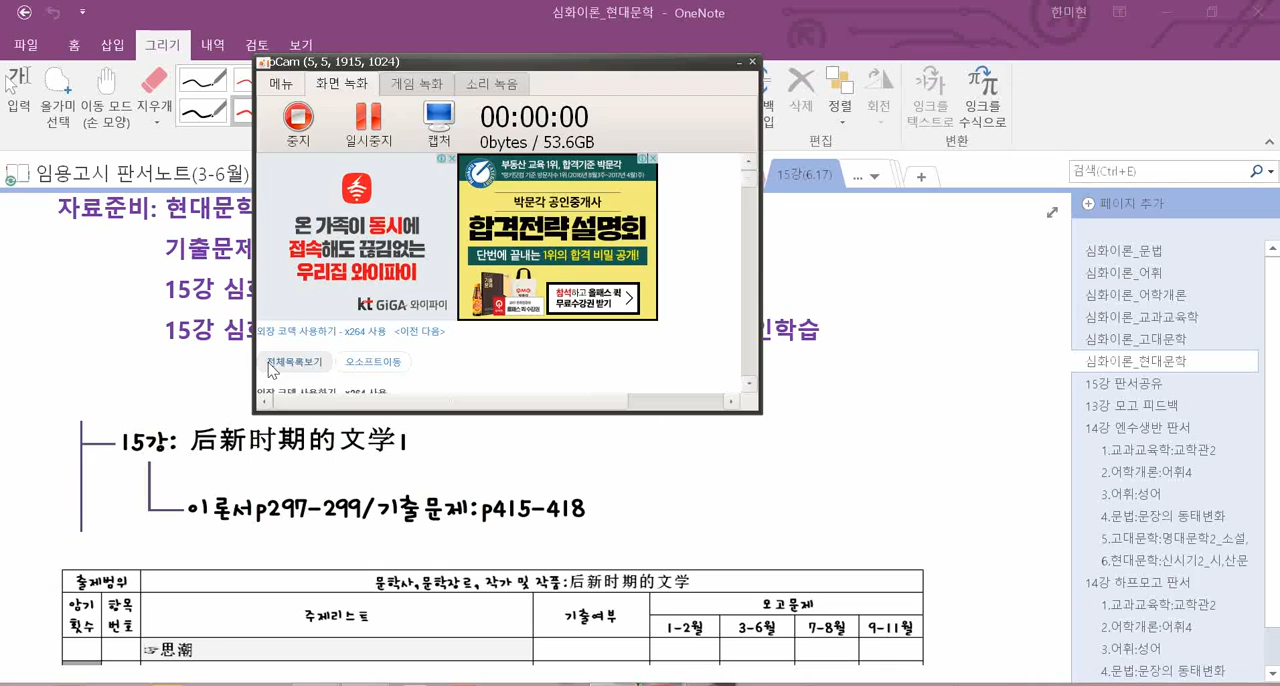 심화이론_현대문학 - OneNote
한미현
파일 홈 삽입 그리기 내역 검토 보기
입력
올가미 선택
이동 모드 (손 모양)
지우개
삭제 정렬 회전
편집
잉크를 텍스트로
잉크를 수식으로
변환
(5, 5, 1915, 1024)
메뉴 화면 녹화 게임 녹화 소리 녹음
중지 일시중지 캡처
00:00:00
0bytes / 53.6GB
온 가족이 동시에
접속해도 끊김없는
우리집 와이파이
kt GiGA 와이파이
부동산 교육 1위, 합격기준 박문각
박문각 공인중개사
합격전략설명회
단번에 끝내는 1위의 합격 비밀 공개!
참석하고 올패스 퀵
무료수강권 받기
외장 코덱 사용하기 - x264 사용 <이전 다음>
전체목록보기 오소프트이동
외장 코덱 사용하기 - x264 사용
임용고시 판서노트(3-6월)
15강(6.17)
검색(Ctrl+E)
자료준비: 현대문학
기출문제
15강 심
15강 심
인학습
15강: 后新时期的文学1
이론서p297-299/기출문제:p415-418
출제범위 문학사,문학장르, 작가 및 작품:后新时期的文学
암기횟수 항목번호 주제리스트 기출여부 모고문제
1-2월 3-6월 7-8월 9-11월
☞思潮
페이지 추가
심화이론_문법
심화이론_어휘
심화이론_어학개론
심화이론_교과교육학
심화이론_고대문학
심화이론_현대문학
15강 판서공유
13강 모고 피드백
14강 엔수생반 판서
1.교과교육학:교학관2
2.어학개론:어휘4
3.어휘:성어
4.문법:문장의 동태변화
5.고대문학:명대문학2_소설,
6.현대문학:신시기2_시,산문
14강 하프모고 판서
1.교과교육학:교학관2
2.어학개론:어휘4
3.어휘:성어
4.문법:문장의 동태변화